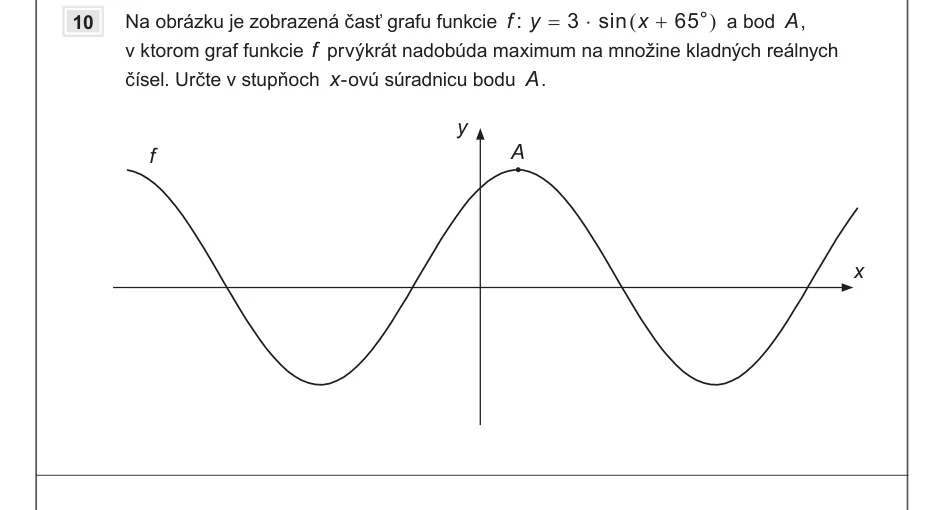 10 Na obrázku je zobrazená časť grafu funkcie f: y = 3 · sin(x + 65°) a bod A,
v ktorom graf funkcie f prvýkrát nadobúda maximum na množine kladných reálnych
čísel. Určte v stupňoch x-ovú súradnicu bodu A.
y
f
A
x